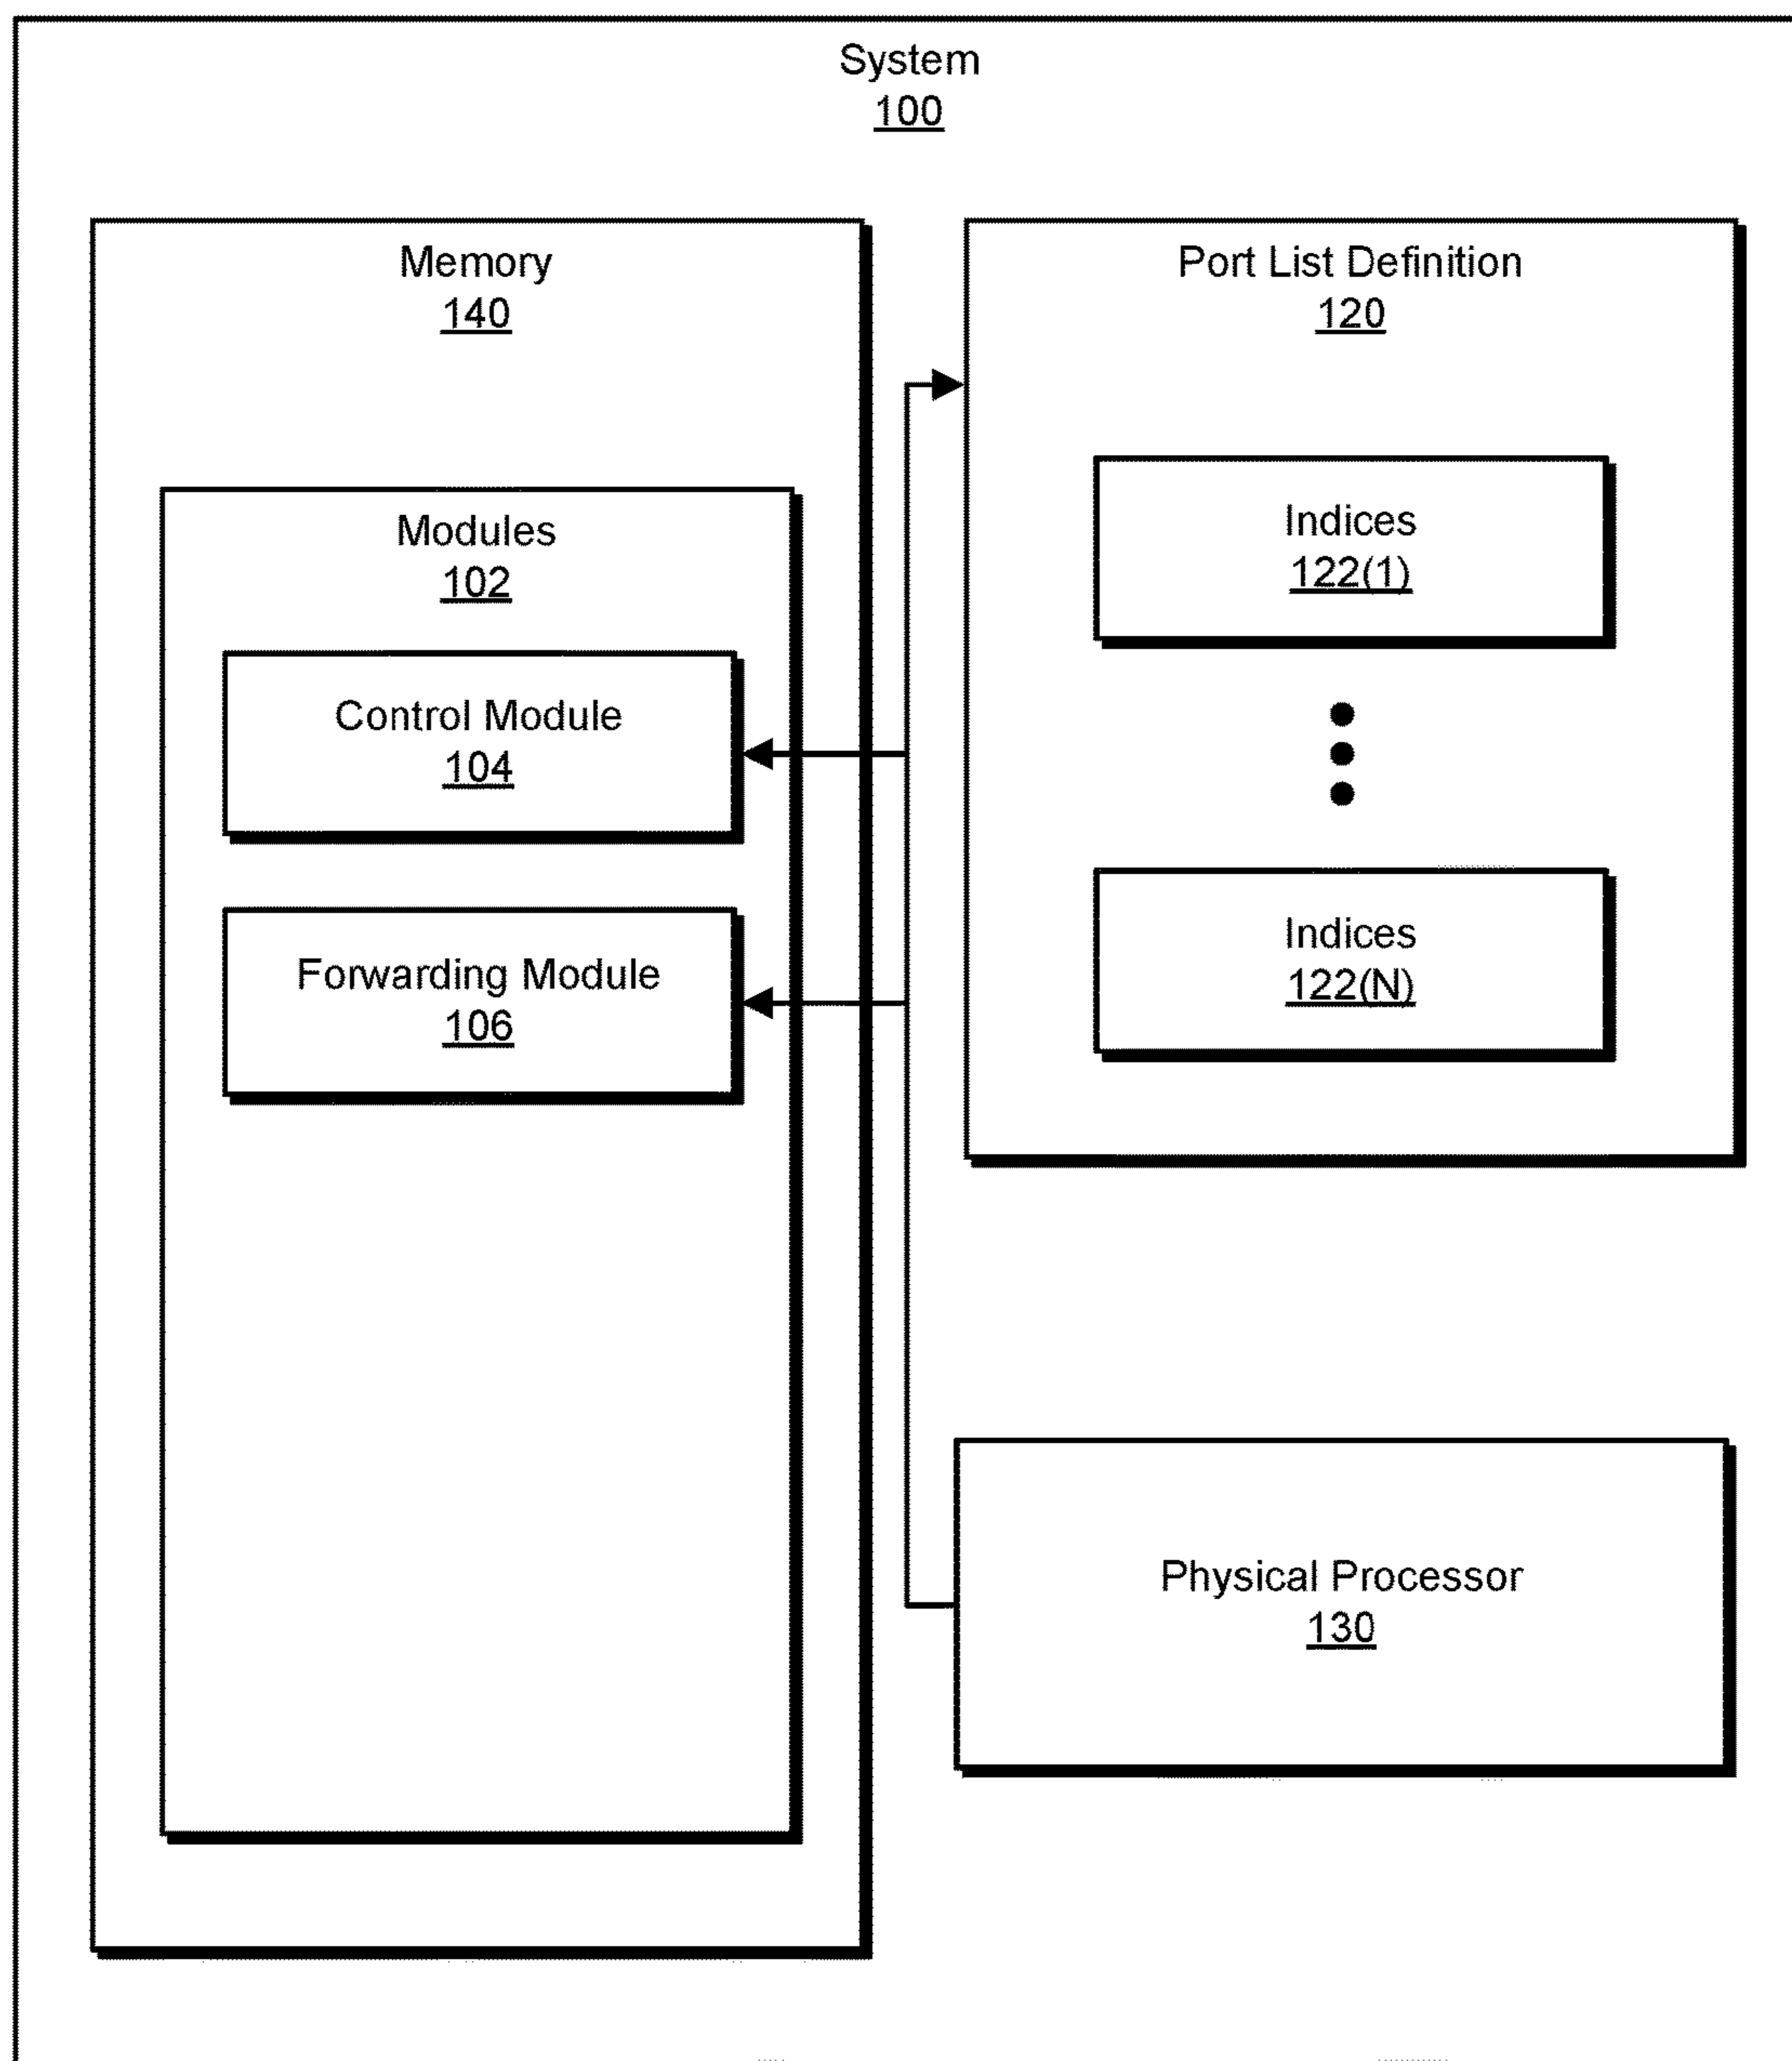 System
100
Memory
140
Modules
102
Control Module
104
Forwarding Module
106
Port List Definition
120
Indices
122(1)
Indices
122(N)
Physical Processor
130